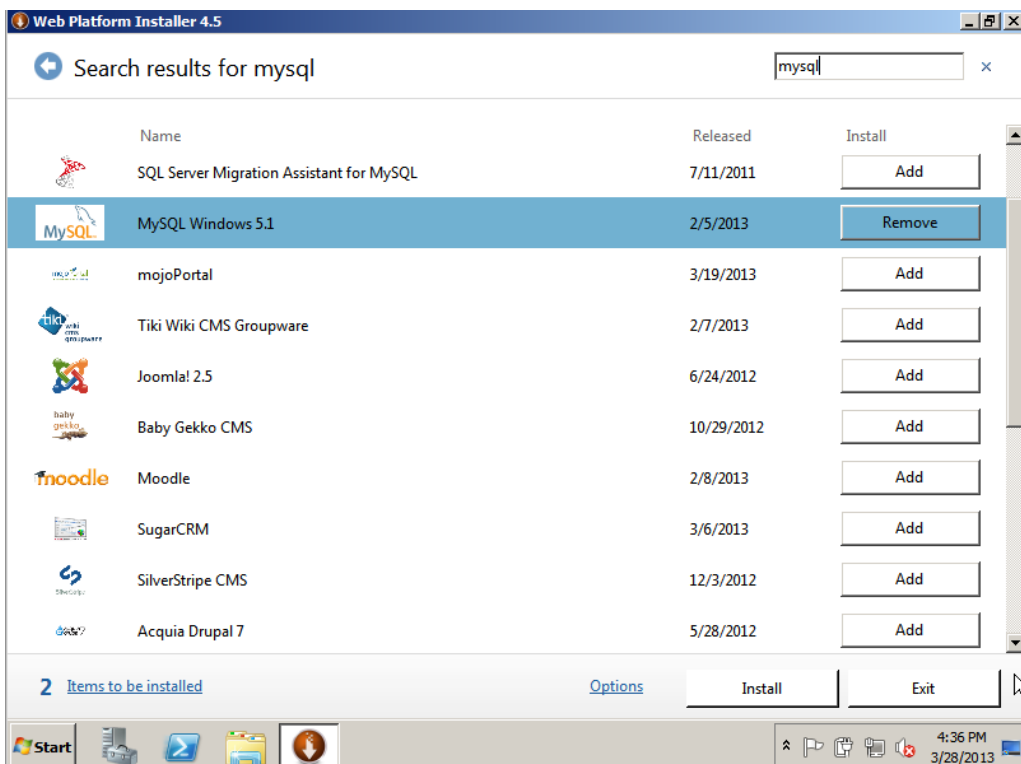 Web Platform Installer 4.5
Search results for mysql
mysql
Name Released Install
SQL Server Migration Assistant for MySQL 7/11/2011 Add
MySQL MySQL Windows 5.1 2/5/2013 Remove
mojoPortal 3/19/2013 Add
tiki wiki cms groupware Tiki Wiki CMS Groupware 2/7/2013 Add
Joomla! 2.5 6/24/2012 Add
baby gekko Baby Gekko CMS 10/29/2012 Add
moodle Moodle 2/8/2013 Add
SugarCRM 3/6/2013 Add
SilverStripe CMS 12/3/2012 Add
Acquia Drupal 7 5/28/2012 Add
2 Items to be installed Options Install Exit
Start 4:36 PM
3/28/2013